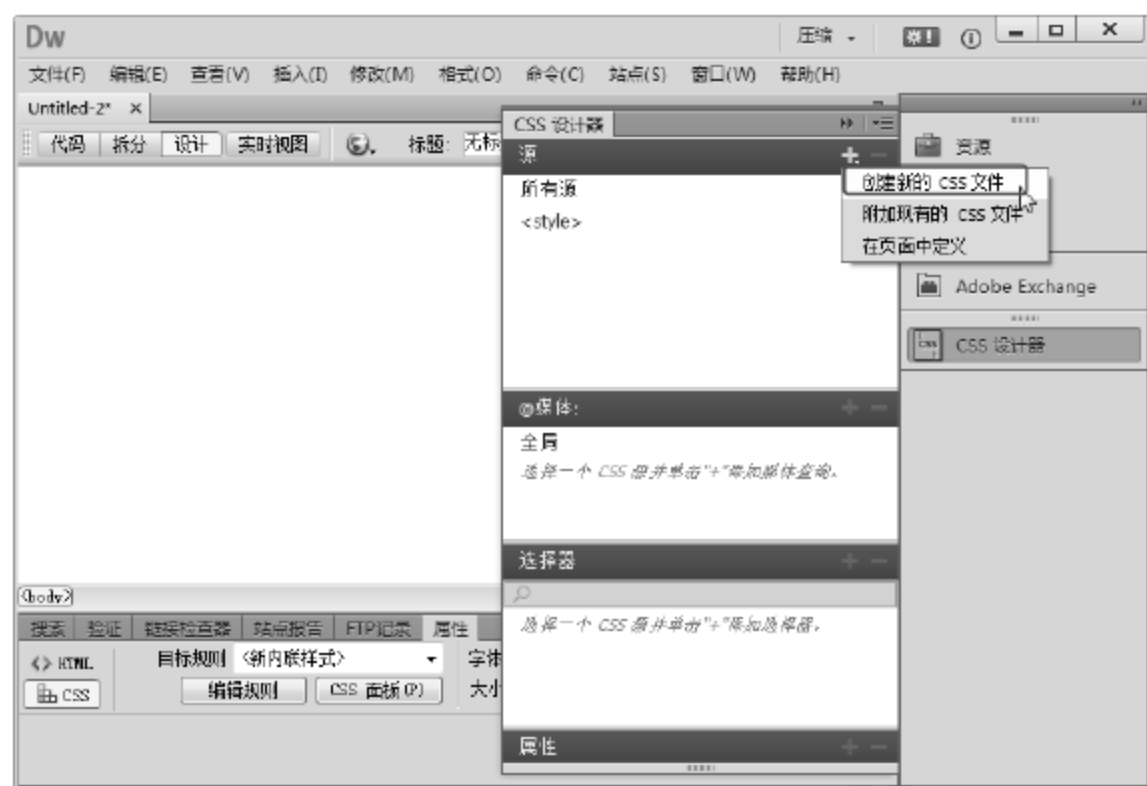 Dw
压缩
文件(F) 编辑(E) 查看(V) 插入(I) 修改(M) 格式(O) 命令(C) 站点(S) 窗口(W) 帮助(H)
Untitled-2* ×
代码 拆分 设计 实时视图 标题: 无标
CSS 设计器
源
所有源
<style>
创建新的 CSS 文件
附加现有的 CSS 文件
在页面中定义
资源
Adobe Exchange
CSS 设计器
@媒体:
全局
选择一个 CSS 源并单击"+"添加媒体查询。
选择器
选择一个 CSS 源并单击"+"添加选择器。
属性
<body>
搜索 验证 链接检查器 站点报告 FTP记录 属性
<> HTML 目标规则 <新内联样式> 字体
CSS 编辑规则 CSS 面板(P) 大小